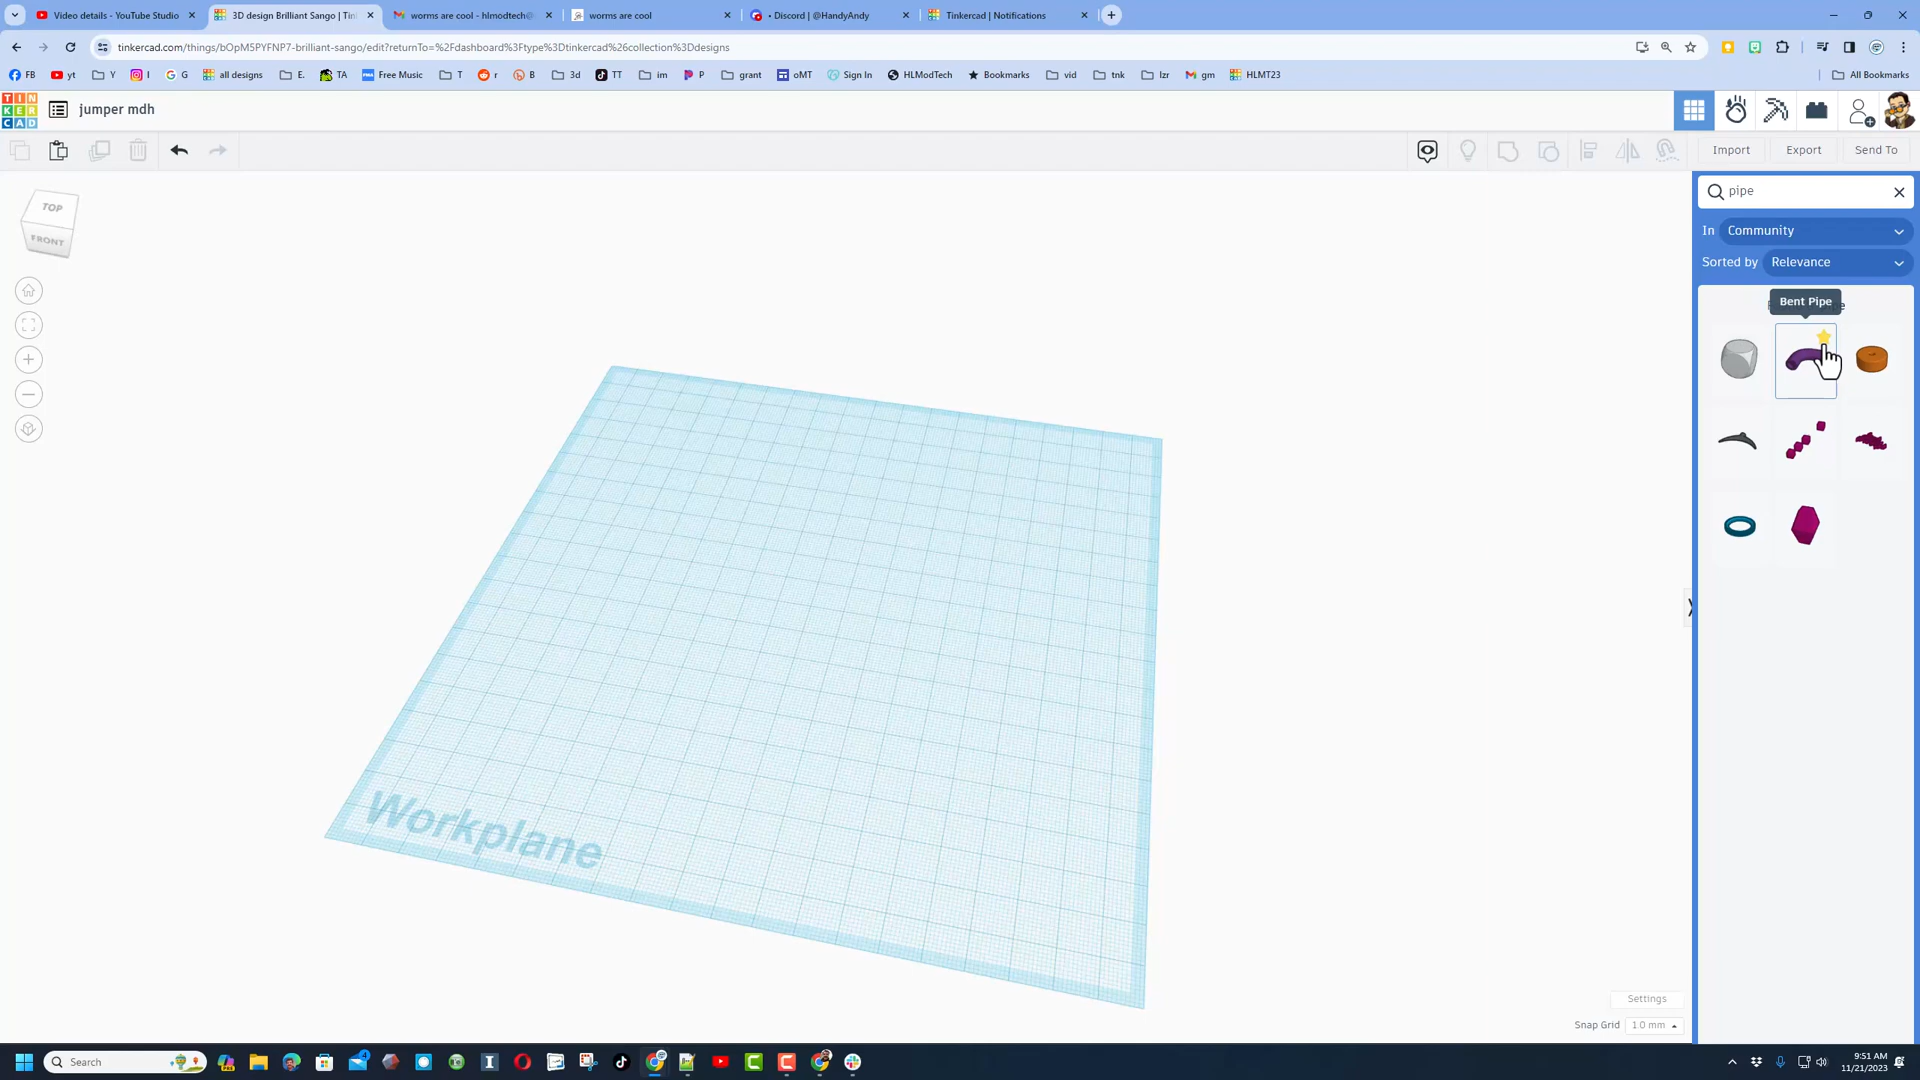 Video details - YouTube Studio
3D design Brilliant Sango | Tin
worms are cool - hlmodtech@
worms are cool
• Discord | @HandyAndy
Tinkercad | Notifications
tinkercad.com/things/bOpM5PYFNP7-brilliant-sango/edit?returnTo=%2Fdashboard%3Ftype%3Dtinkercad%26collection%3Ddesigns
FB
yt
Y
I
G
all designs
E.
TA
Free Music
T
r
B
3d
TT
im
P
grant
oMT
Sign In
HLModTech
Bookmarks
vid
tnk
lzr
gm
HLMT23
All Bookmarks
TIN
KER
CAD
jumper mdh
Import
Export
Send To
TOP
FRONT
pipe
In
Community
Sorted by
Relevance
Bent Pipe
Workplane
Settings
Snap Grid
1.0 mm
Search
9:51 AM
11/21/2023